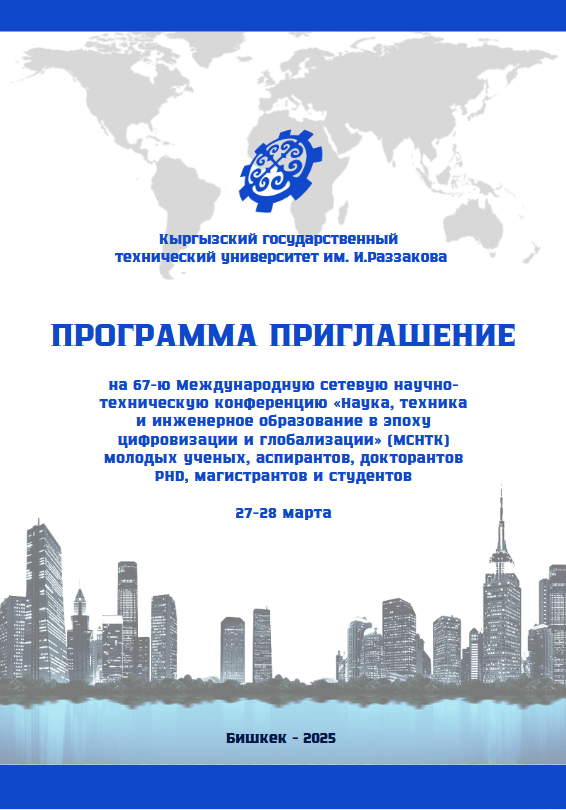 Кыргызский государственный
технический университет им. И.Раззакова
ПРОГРАММА ПРИГЛАШЕНИЕ
на 67-ю Международную сетевую научно-
техническую конференцию «Наука, техника
и инженерное образование в эпоху
цифровизации и глобализации» (МСНТК)
молодых ученых, аспирантов, докторантов
PHD, магистрантов и студентов
27-28 марта
Бишкек - 2025